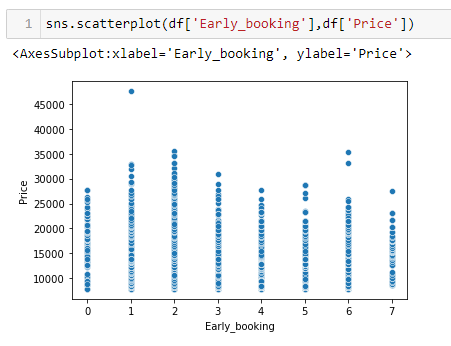 1 sns.scatterplot(df['Early_booking'],df['Price'])
<AxesSubplot:xlabel='Early_booking', ylabel='Price'>
45000
40000
35000
30000
25000
20000
15000
10000
Price
0 1 2 3 4 5 6 7
Early_booking